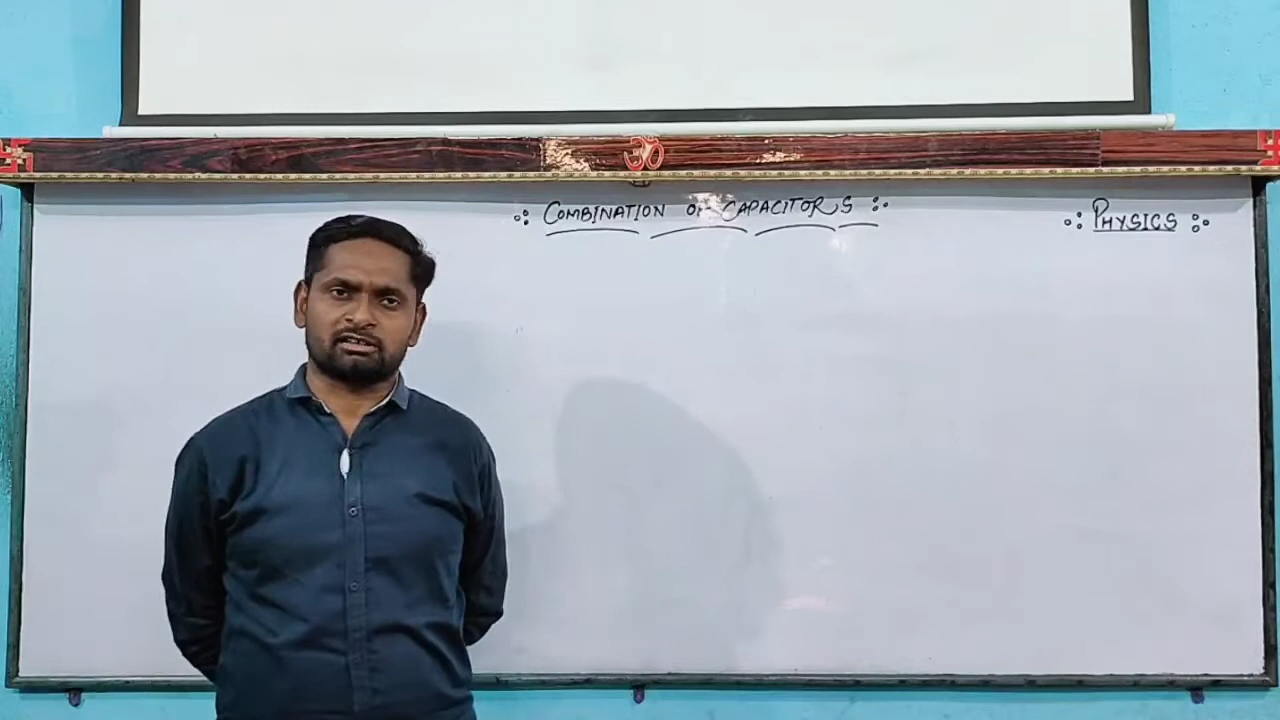 ॐ
COMBINATION OF CAPACITORS
PHYSICS